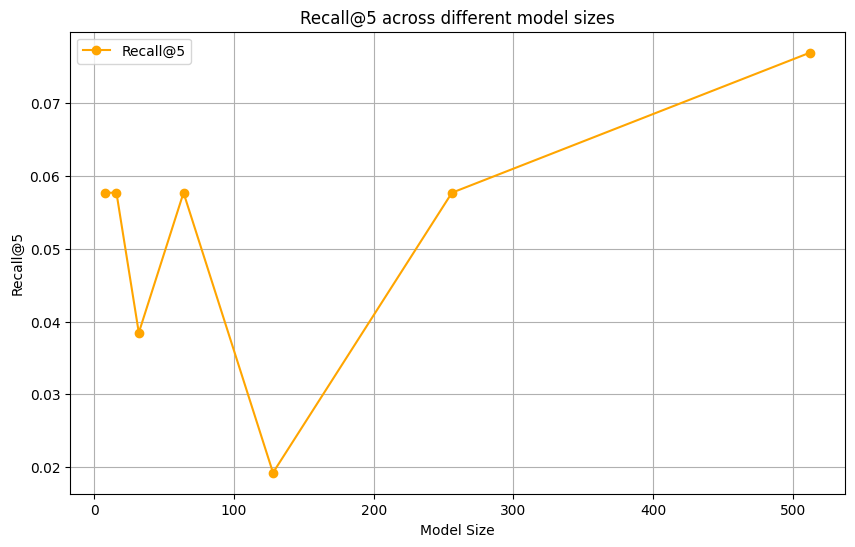 Recall@5 across different model sizes
Recall@5
0.07
0.06
0.05
0.04
0.03
0.02
Recall@5
0 100 200 300 400 500
Model Size